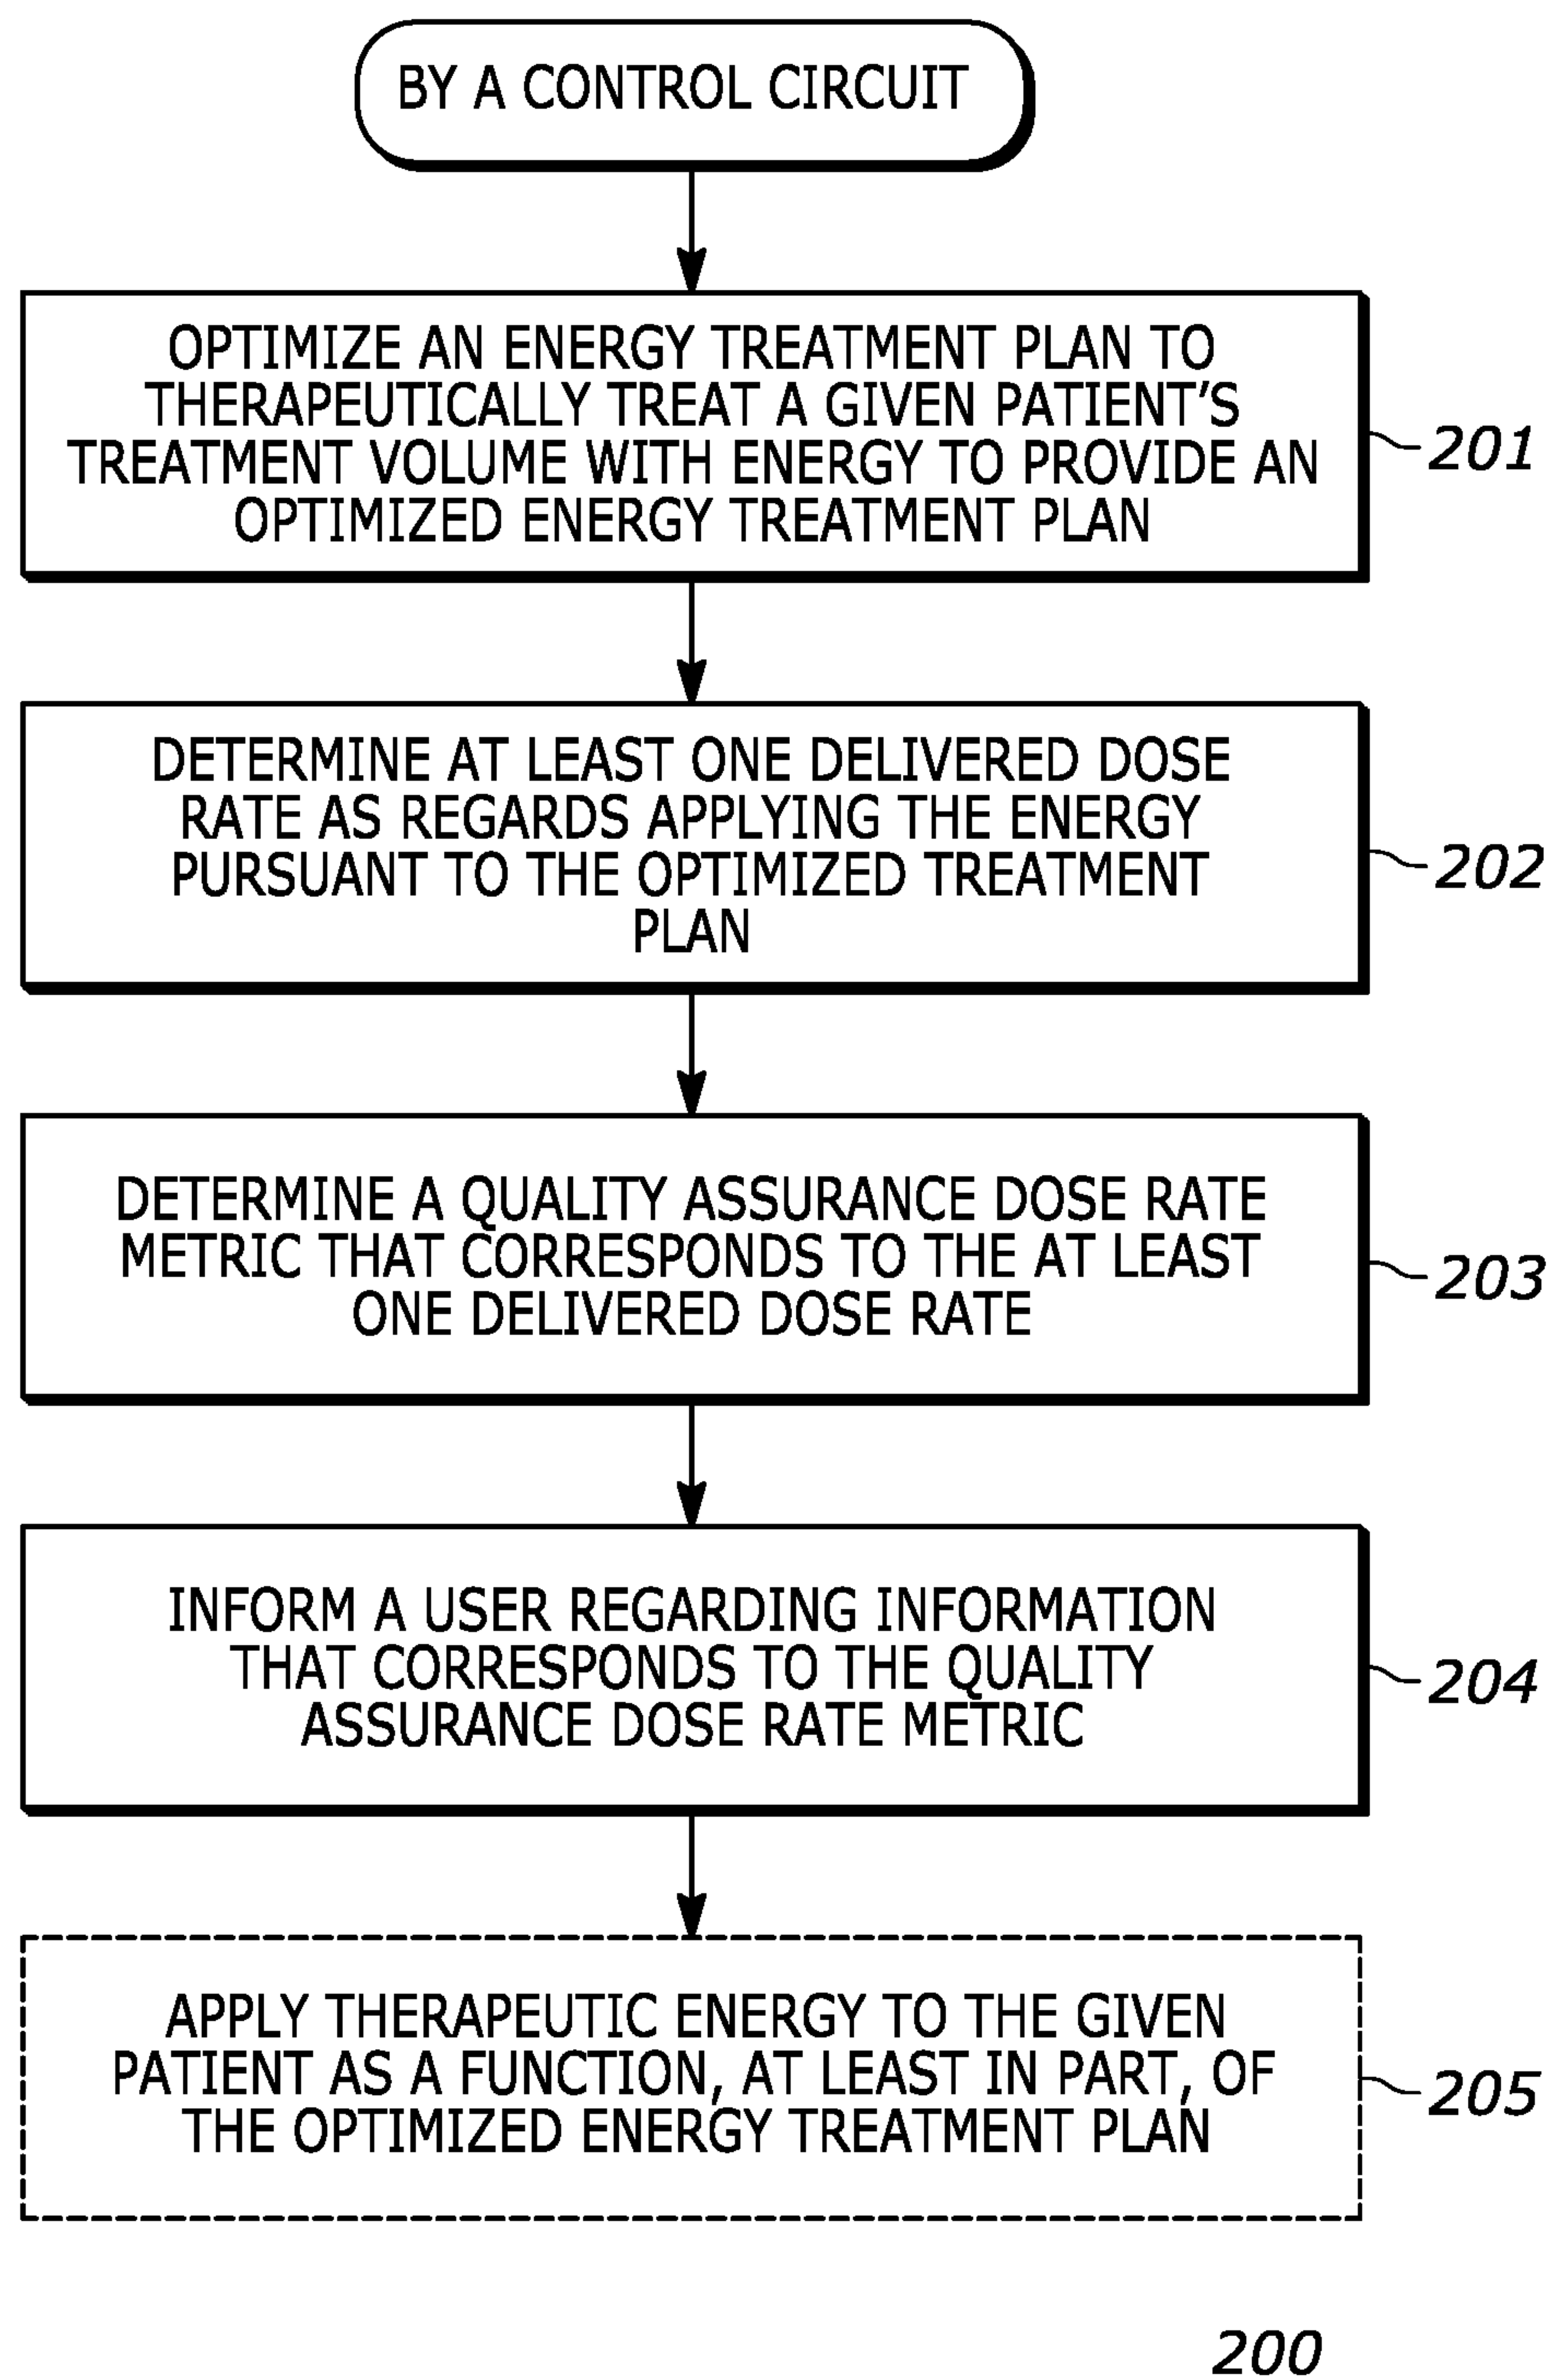 BY A CONTROL CIRCUIT
OPTIMIZE AN ENERGY TREATMENT PLAN TO
THERAPEUTICALLY TREAT A GIVEN PATIENT'S
TREATMENT VOLUME WITH ENERGY TO PROVIDE AN
OPTIMIZED ENERGY TREATMENT PLAN
201
DETERMINE AT LEAST ONE DELIVERED DOSE
RATE AS REGARDS APPLYING THE ENERGY
PURSUANT TO THE OPTIMIZED TREATMENT
PLAN
202
DETERMINE A QUALITY ASSURANCE DOSE RATE
METRIC THAT CORRESPONDS TO THE AT LEAST
ONE DELIVERED DOSE RATE
203
INFORM A USER REGARDING INFORMATION
THAT CORRESPONDS TO THE QUALITY
ASSURANCE DOSE RATE METRIC
204
APPLY THERAPEUTIC ENERGY TO THE GIVEN
PATIENT AS A FUNCTION, AT LEAST IN PART, OF
THE OPTIMIZED ENERGY TREATMENT PLAN
205
200